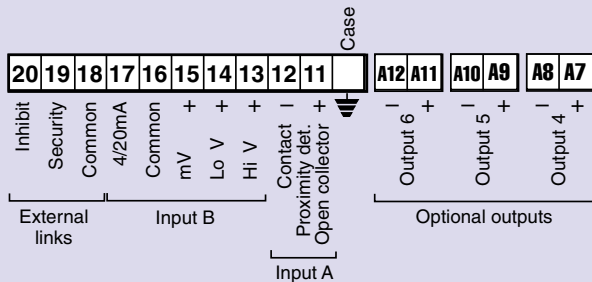 Case
20 19 18 17 16 15 14 13 12 11
A12 A11 A10 A9 A8 A7
Inhibit
Security
Common
4/20mA
Common
mV +
Lo V +
Hi V +
− +
Contact
Proximity det.
Open collector
− +
Output 6
− +
Output 5
− +
Output 4
External
links
Input B
Input A
Optional outputs